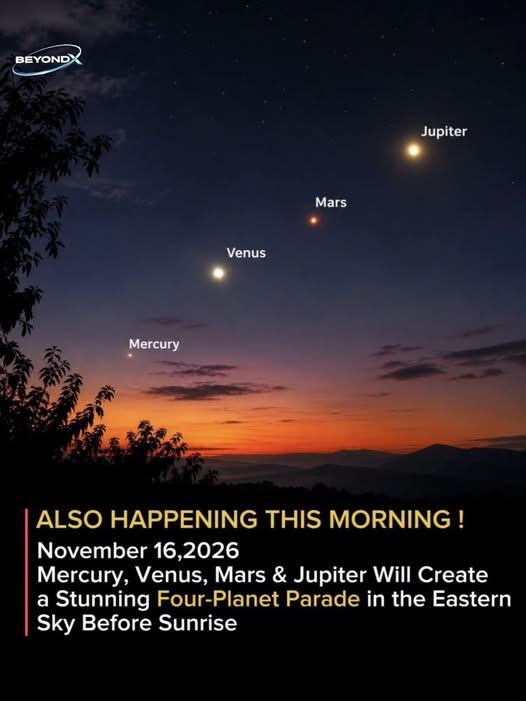 BEYONDX
Jupiter
Mars
Venus
Mercury
ALSO HAPPENING THIS MORNING !
November 16,2026
Mercury, Venus, Mars & Jupiter Will Create
a Stunning Four-Planet Parade in the Eastern
Sky Before Sunrise